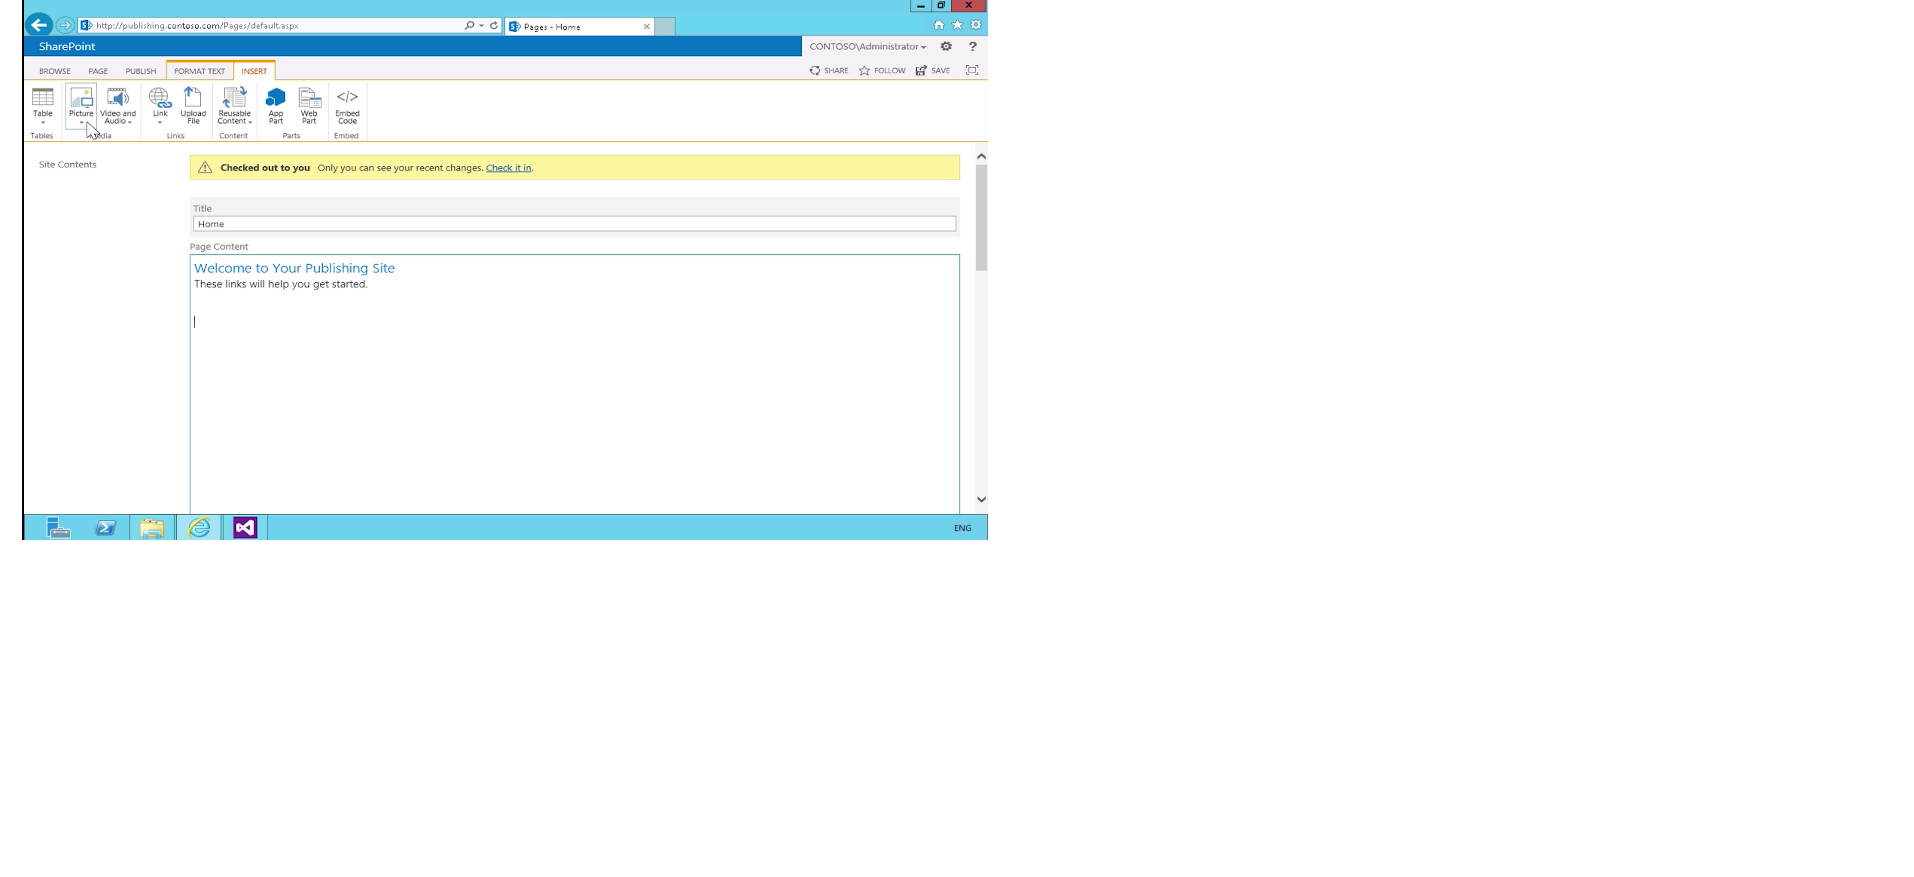 http://publishing.contoso.com/Pages/default.aspx
Pages - Home
SharePoint
CONTOSO\Administrator
?
BROWSE PAGE PUBLISH FORMAT TEXT INSERT
SHARE FOLLOW SAVE
Table
Picture
Video and Audio
Link
Upload File
Reusable Content
App Part
Web Part
Embed Code
Tables
Links
Content
Parts
Embed
Site Contents
Checked out to you Only you can see your recent changes. Check it in.
Title
Home
Page Content
Welcome to Your Publishing Site
These links will help you get started.
ENG